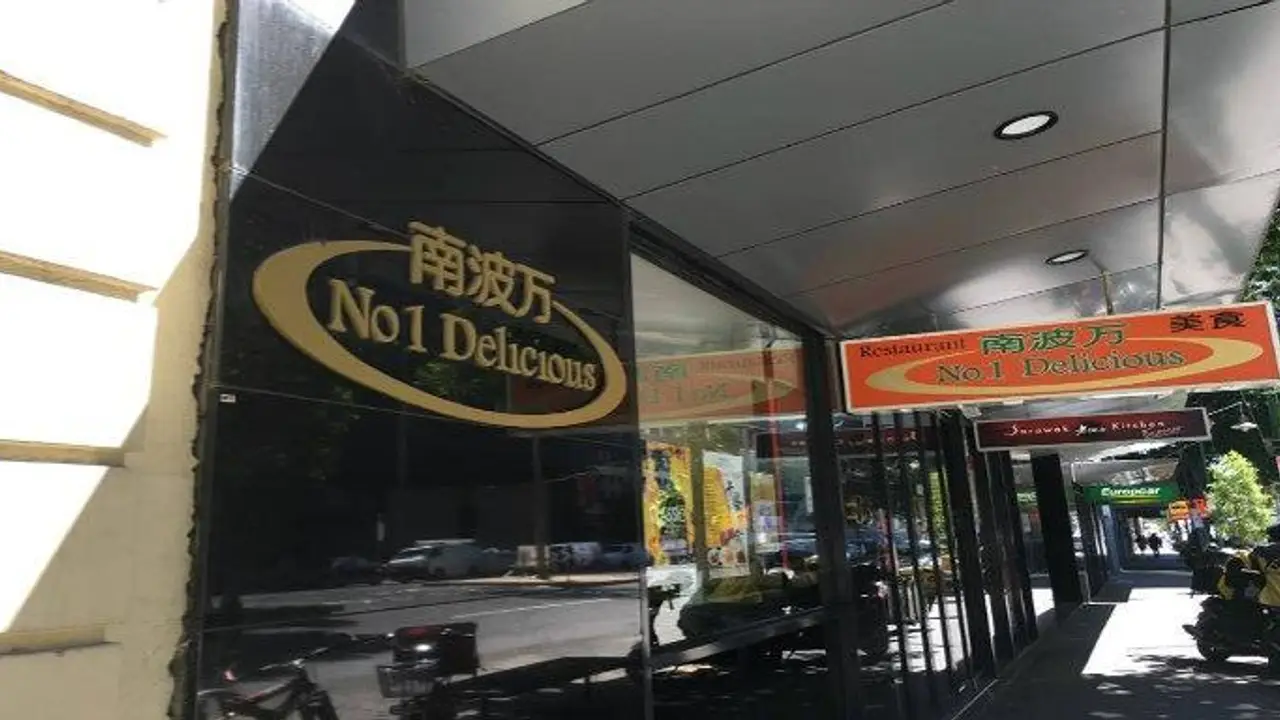 南波万
No1 Delicious
Restaurant 南波万 美食
No.1 Delicious
Sarawak Kitchen
Europcar